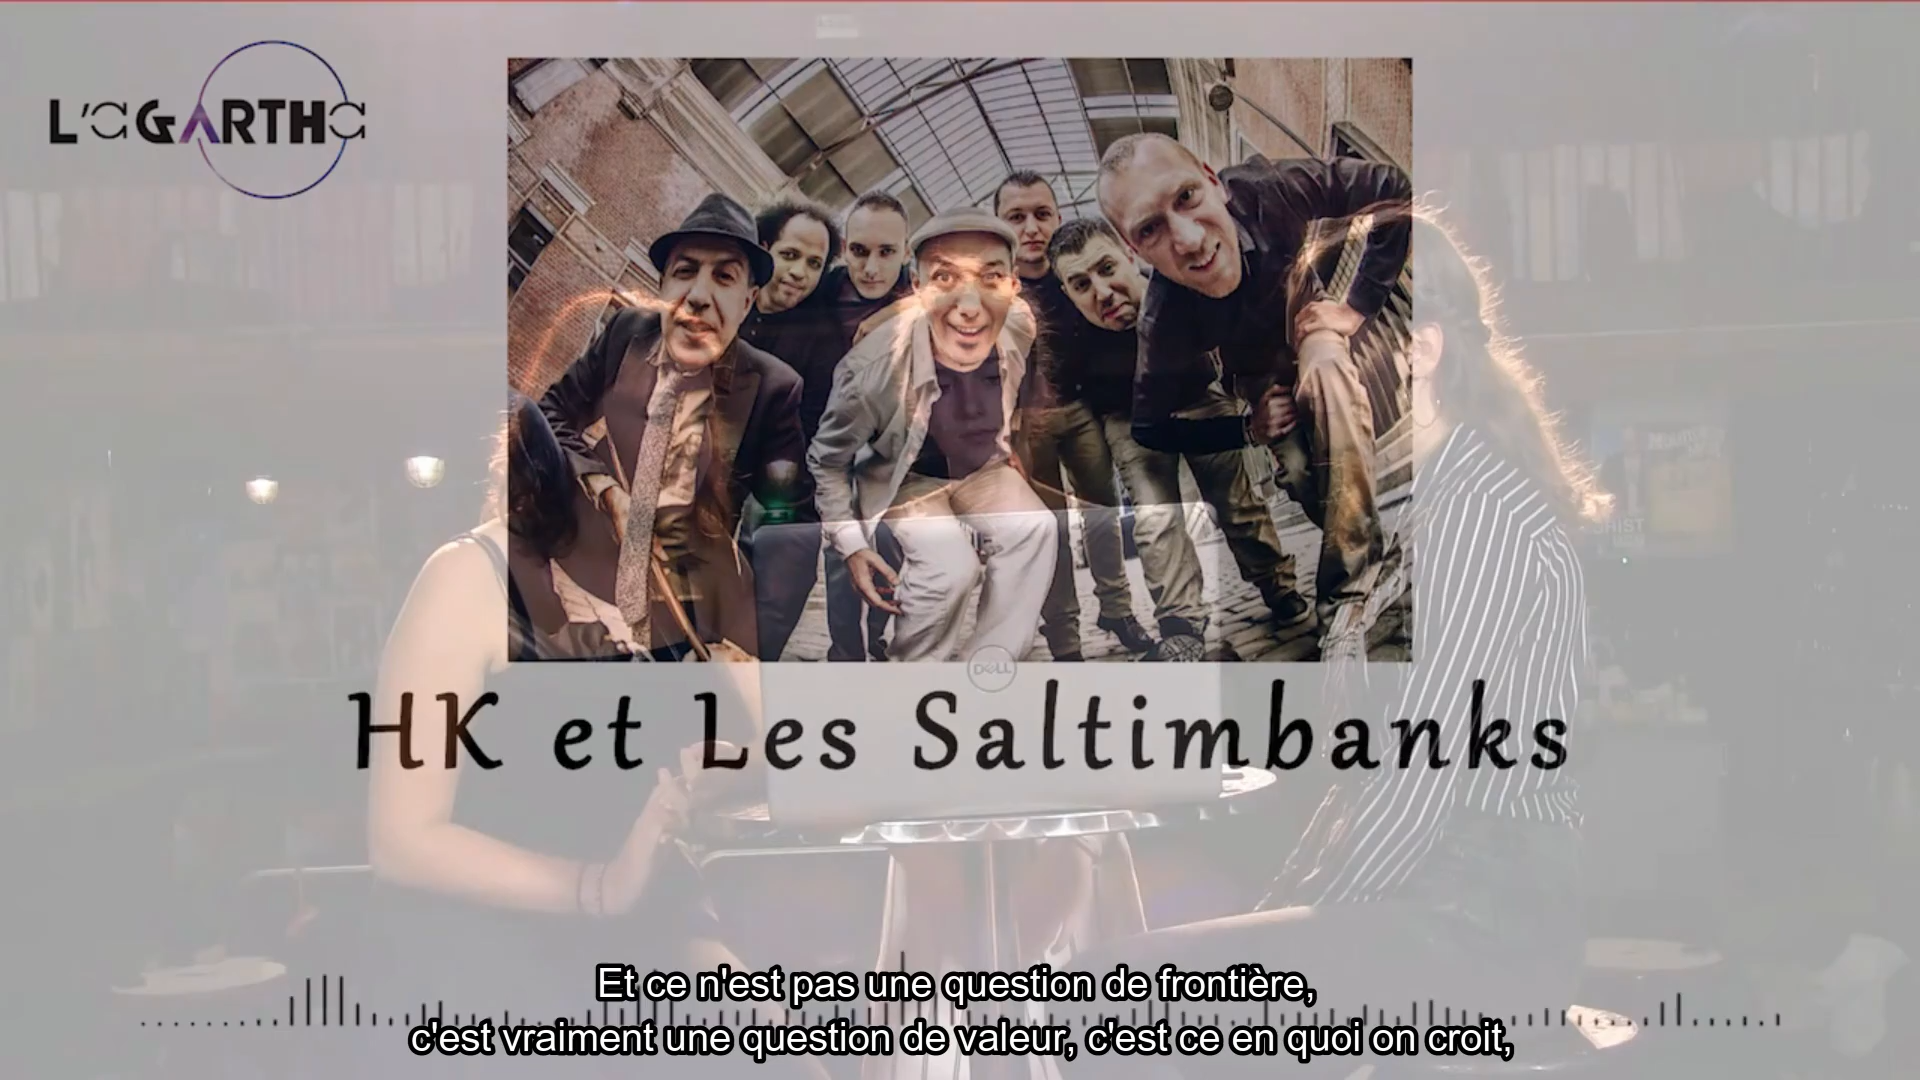 L'AGARTHA
DELL
HK et Les Saltimbanks
Et ce n'est pas une question de frontière,
c'est vraiment une question de valeur, c'est ce en quoi on croit,